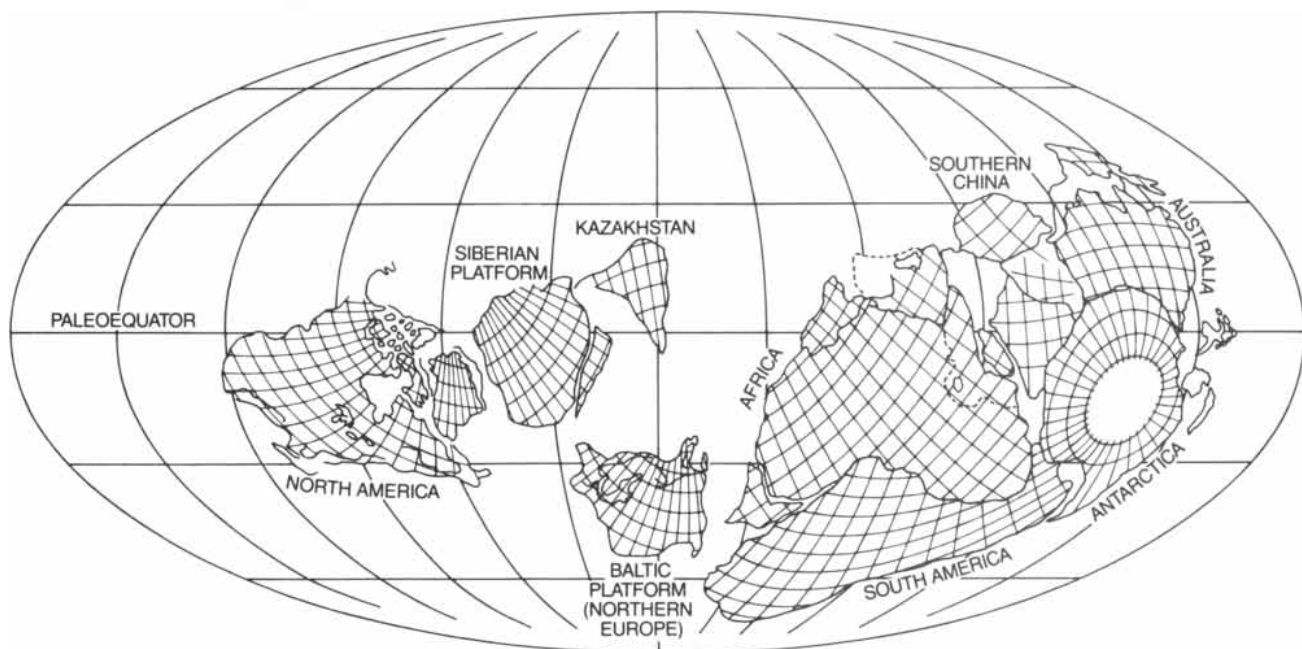 SOUTHERN
CHINA
AUSTRALIA
KAZAKHSTAN
SIBERIAN
PLATFORM
PALEOEQUATOR
AFRICA
NORTH AMERICA
ANTARCTICA
SOUTH AMERICA
BALTIC
PLATFORM
(NORTHERN
EUROPE)